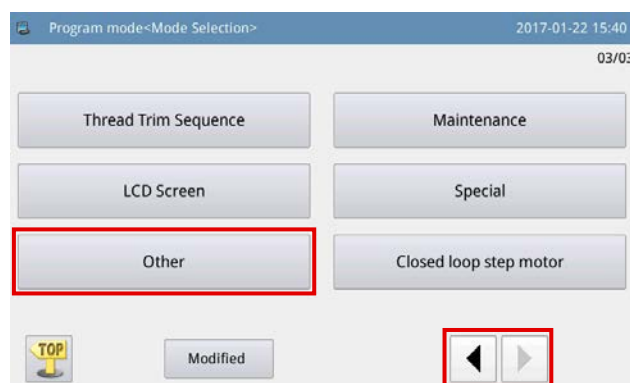 Program mode<Mode Selection>
2017-01-22 15:40
03/03
Thread Trim Sequence
Maintenance
LCD Screen
Special
Other
Closed loop step motor
TOP
Modified